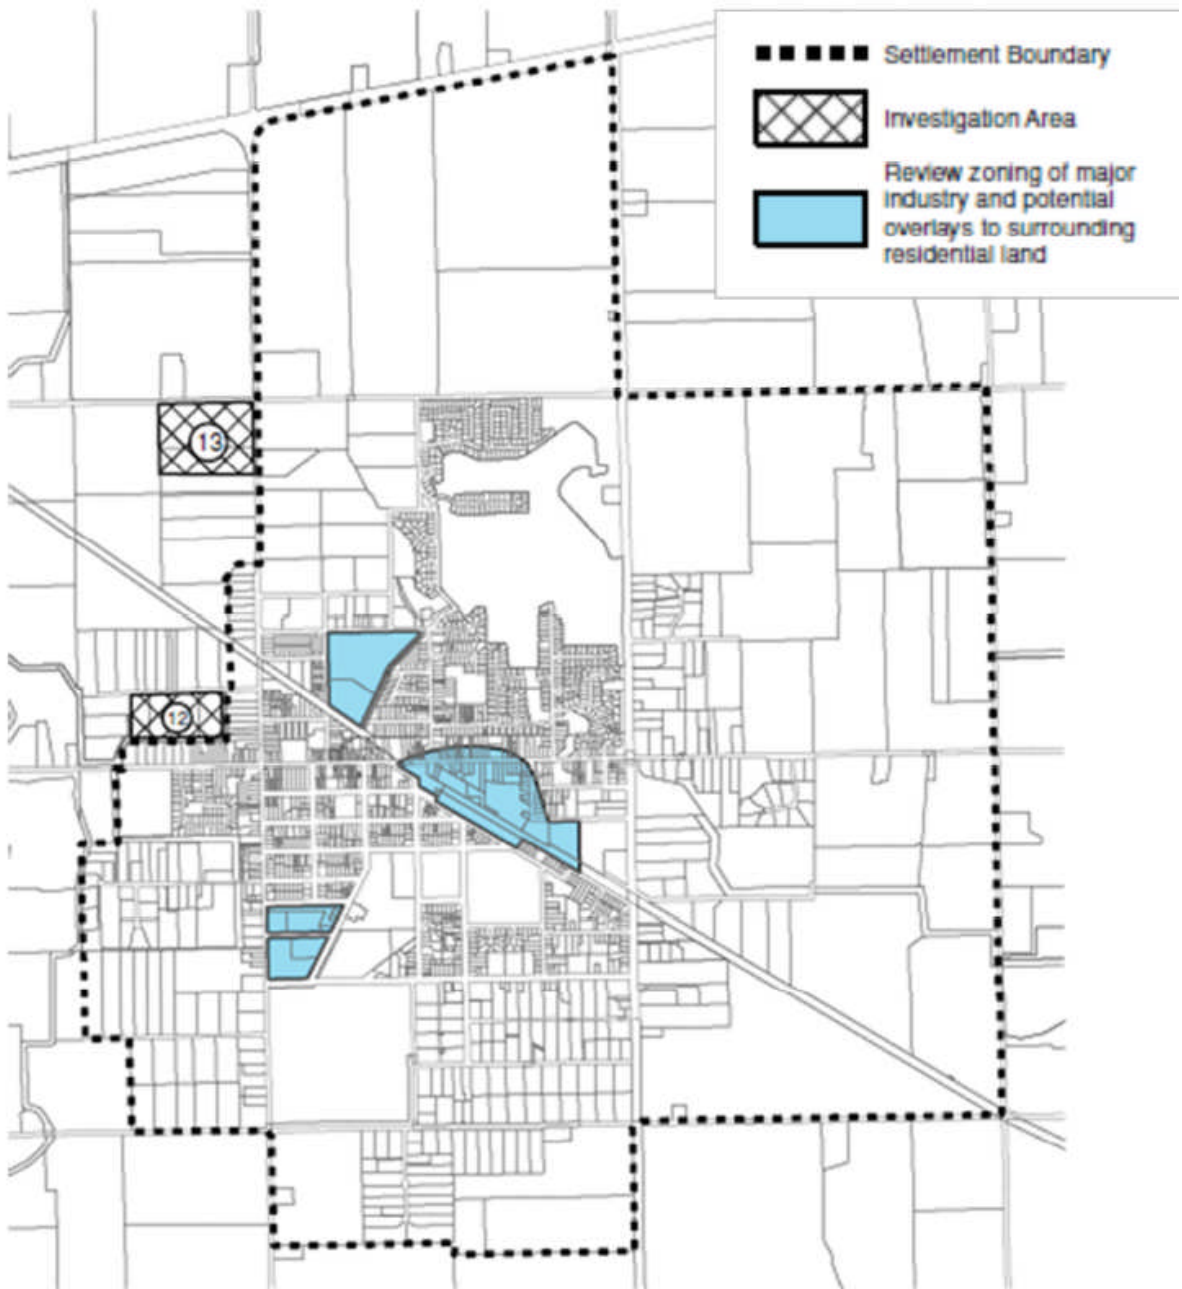 Settlement Boundary
Investigation Area
Review zoning of major
industry and potential
overlays to surrounding
residential land
13
12